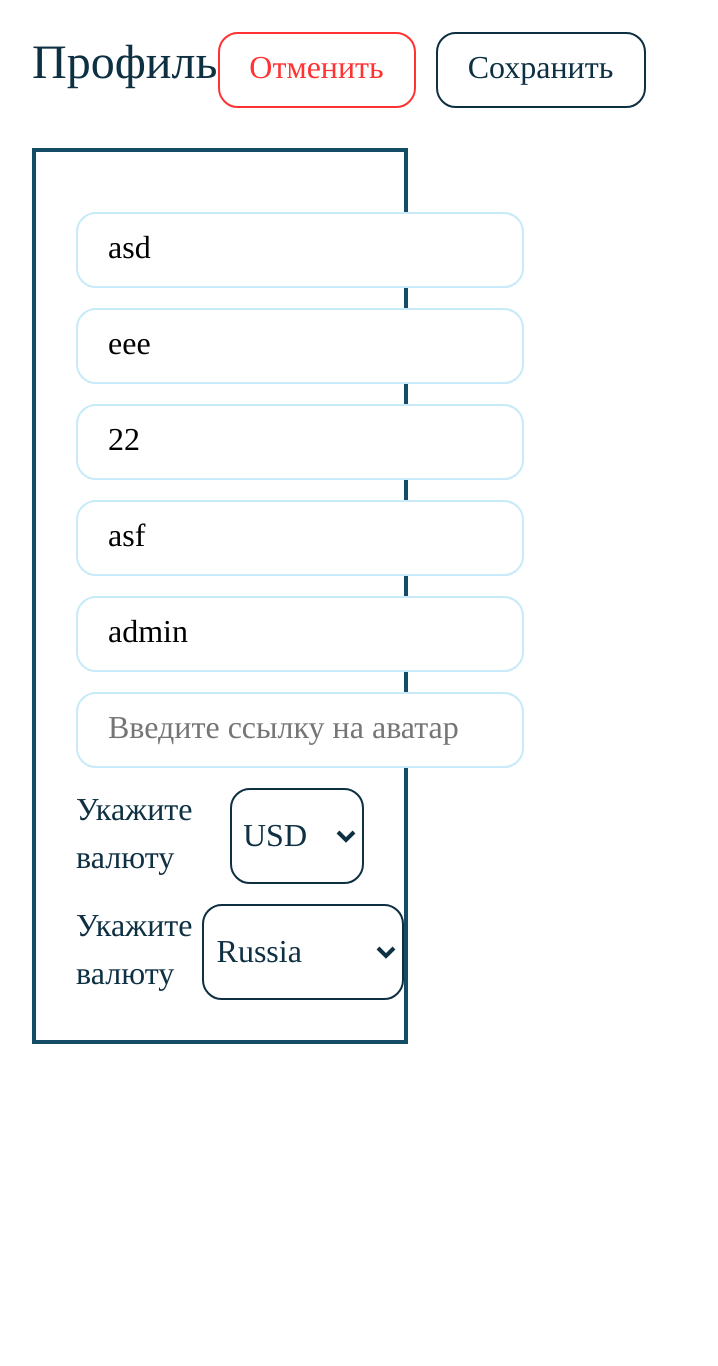 Профиль Отменить Сохранить
asd
eee
22
asf
admin
Введите ссылку на аватар
Укажите
валюту
USD
Укажите
валюту
Russia